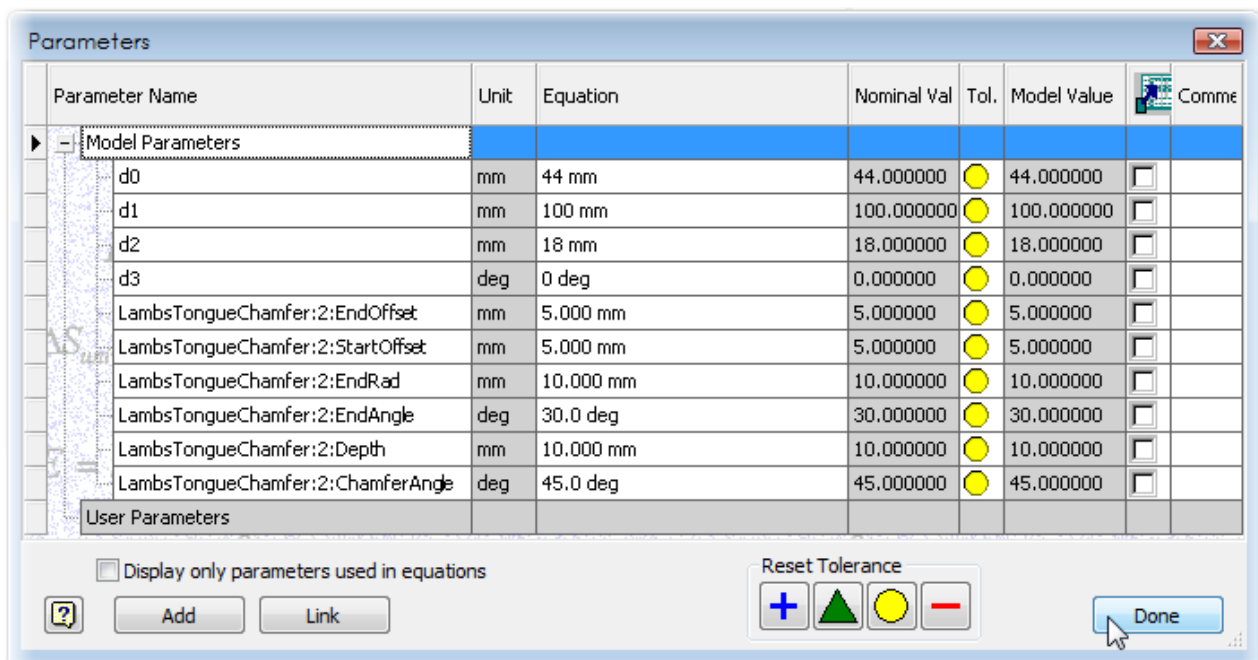 Parameters
Parameter Name Unit Equation Nominal Val Tol. Model Value Comme
Model Parameters
d0 mm 44 mm 44.000000 44.000000
d1 mm 100 mm 100.000000 100.000000
d2 mm 18 mm 18.000000 18.000000
d3 deg 0 deg 0.000000 0.000000
LambsTongueChamfer:2:EndOffset mm 5.000 mm 5.000000 5.000000
LambsTongueChamfer:2:StartOffset mm 5.000 mm 5.000000 5.000000
LambsTongueChamfer:2:EndRad mm 10.000 mm 10.000000 10.000000
LambsTongueChamfer:2:EndAngle deg 30.0 deg 30.000000 30.000000
LambsTongueChamfer:2:Depth mm 10.000 mm 10.000000 10.000000
LambsTongueChamfer:2:ChamferAngle deg 45.0 deg 45.000000 45.000000
User Parameters
Display only parameters used in equations
Reset Tolerance
Add Link Done